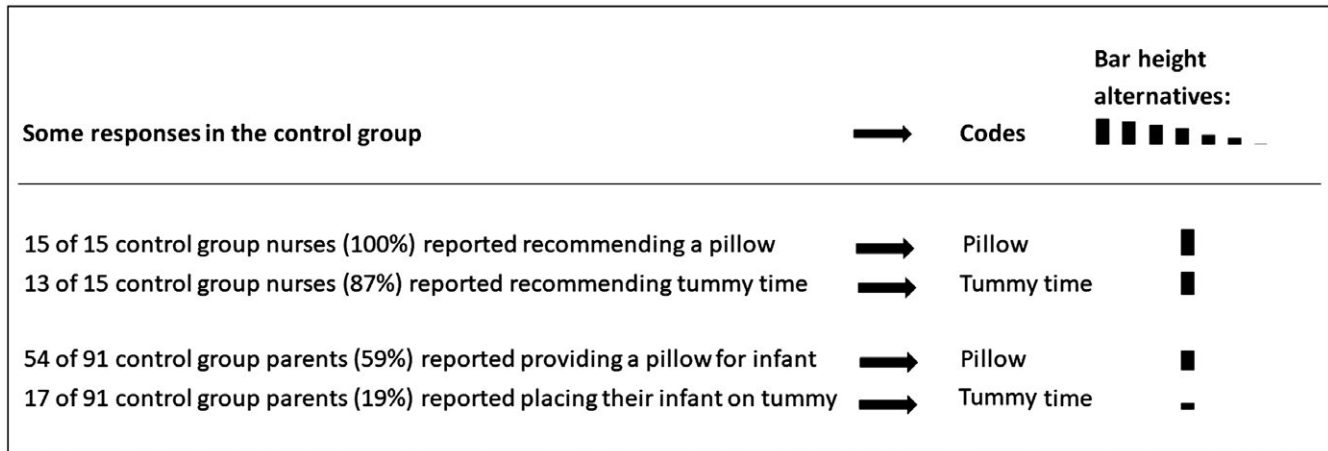 Bar height
alternatives:
Some responses in the control group Codes
15 of 15 control group nurses (100%) reported recommending a pillow Pillow
13 of 15 control group nurses (87%) reported recommending tummy time Tummy time
54 of 91 control group parents (59%) reported providing a pillow for infant Pillow
17 of 91 control group parents (19%) reported placing their infant on tummy Tummy time